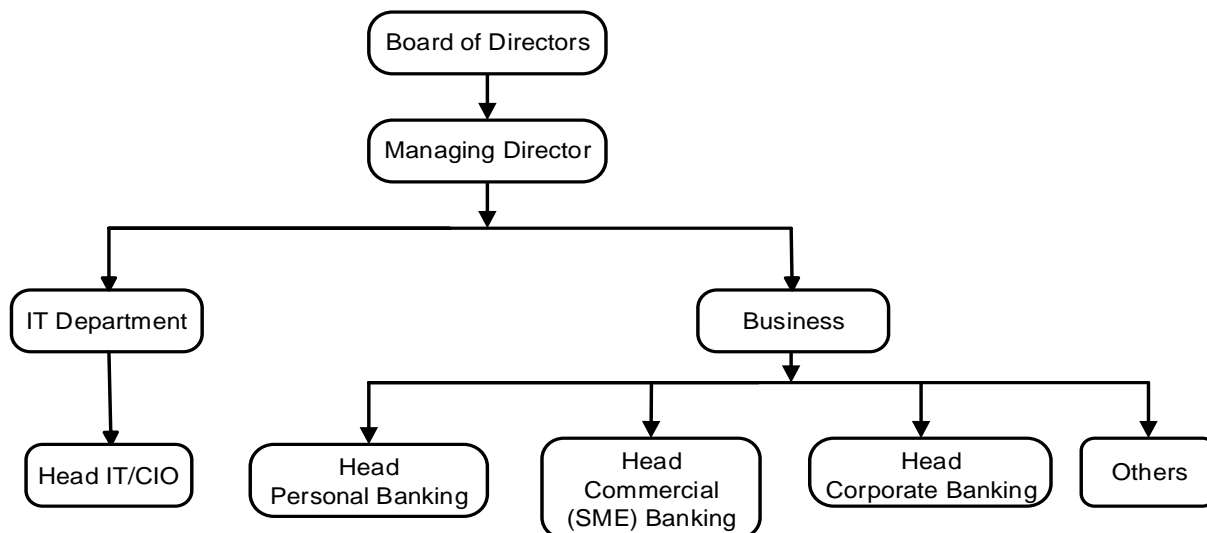 Board of Directors
Managing Director
IT Department
Business
Head IT/CIO
Head
Personal Banking
Head
Commercial
(SME) Banking
Head
Corporate Banking
Others